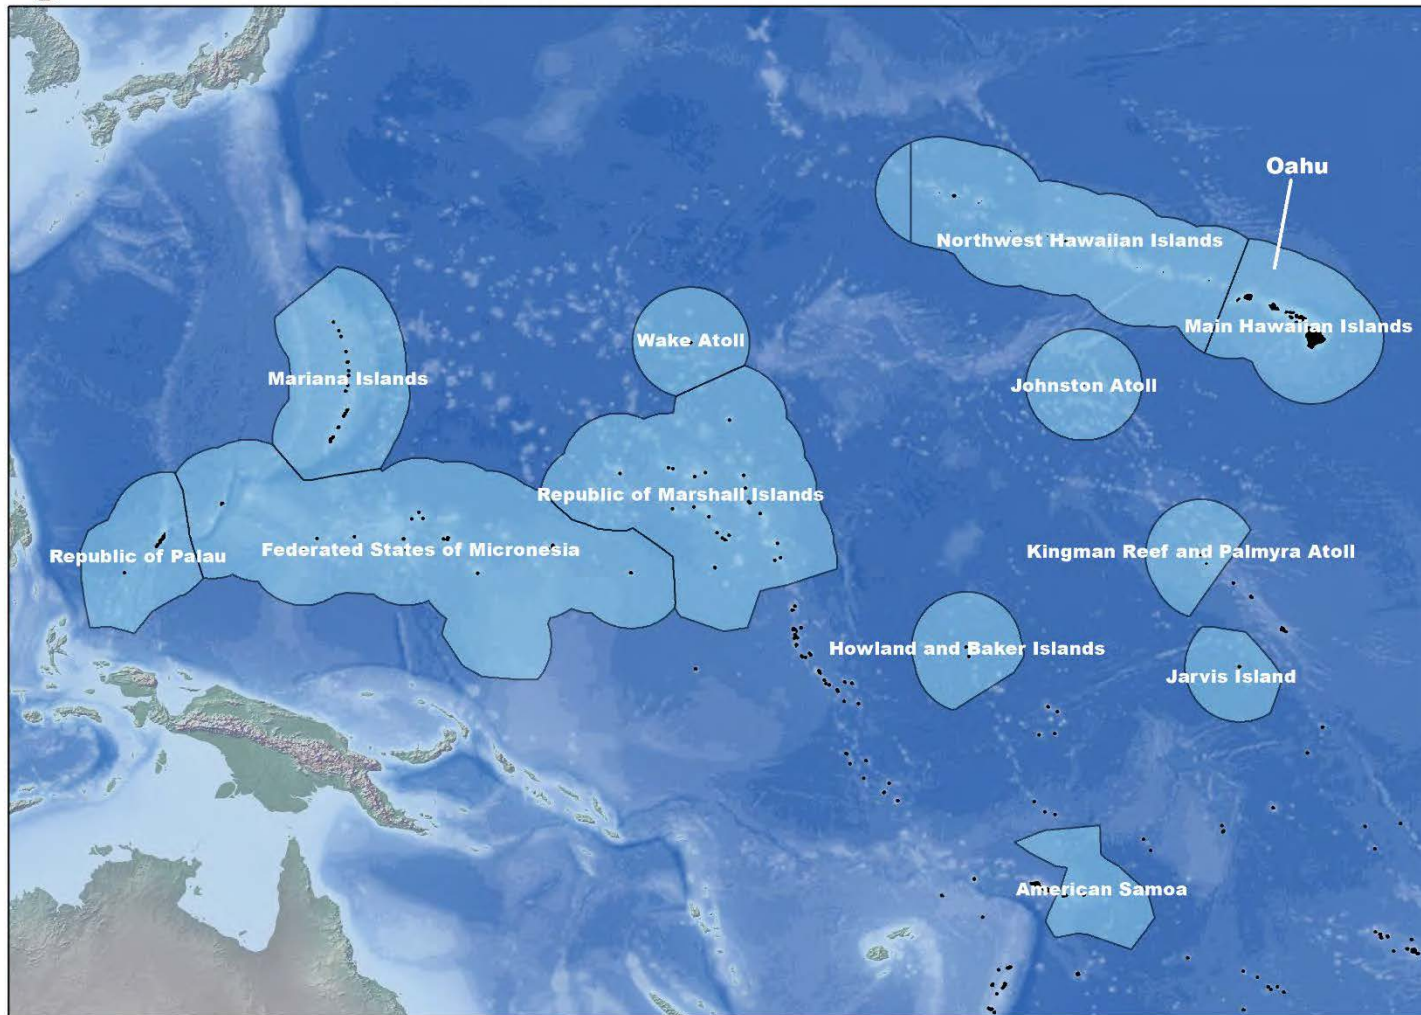 Oahu
Northwest Hawaiian Islands
Main Hawaiian Islands
Wake Atoll
Mariana Islands
Johnston Atoll
Republic of Marshall Islands
Republic of Palau
Federated States of Micronesia
Kingman Reef and Palmyra Atoll
Howland and Baker Islands
Jarvis Island
American Samoa